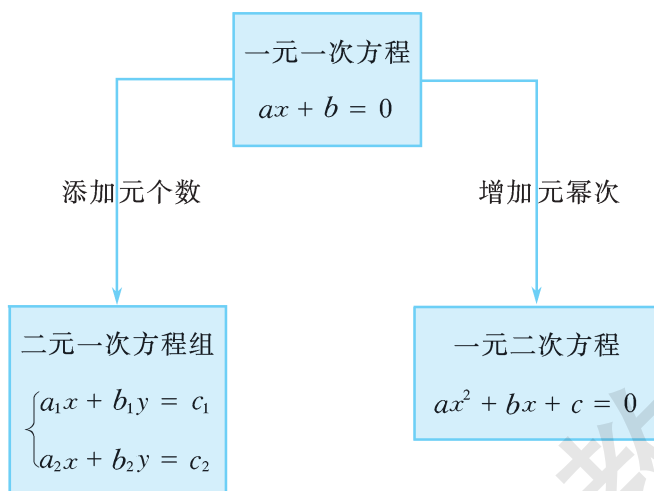 一元一次方程
ax + b = 0
添加元个数
增加元幂次
二元一次方程组
a₁x + b₁y = c₁
a₂x + b₂y = c₂
一元二次方程
ax² + bx + c = 0